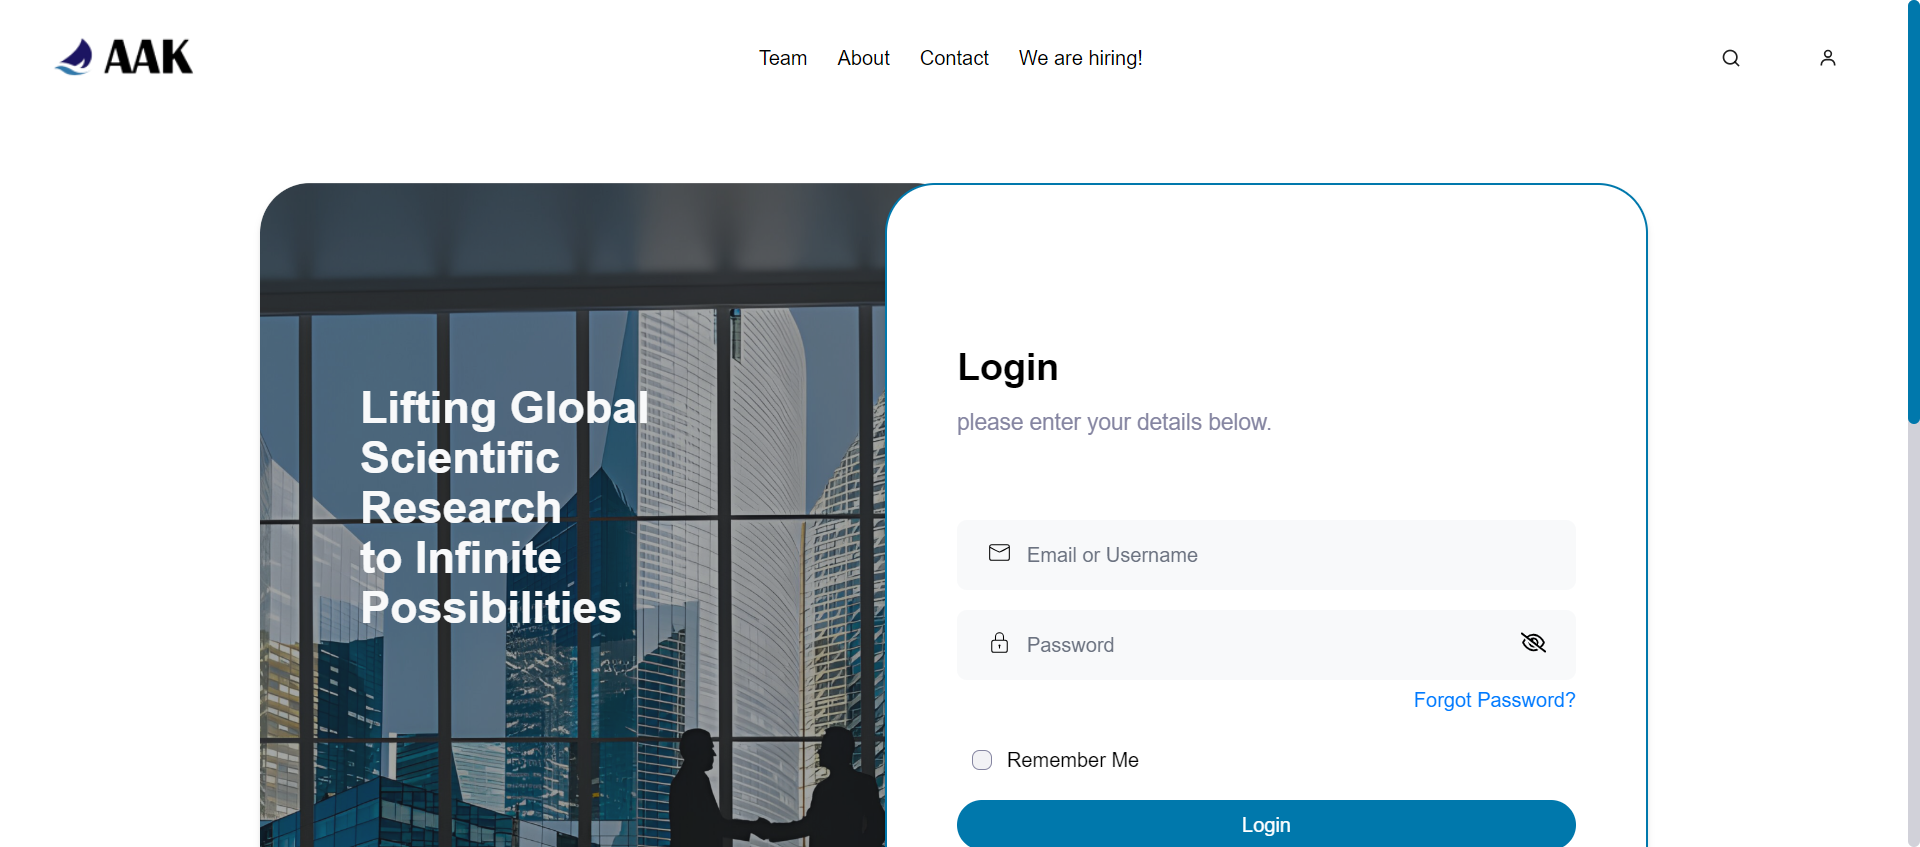 AAK
Team
About
Contact
We are hiring!
Lifting Global
Scientific
Research
to Infinite
Possibilities
Login
please enter your details below.
Email or Username
Password
Forgot Password?
Remember Me
Login